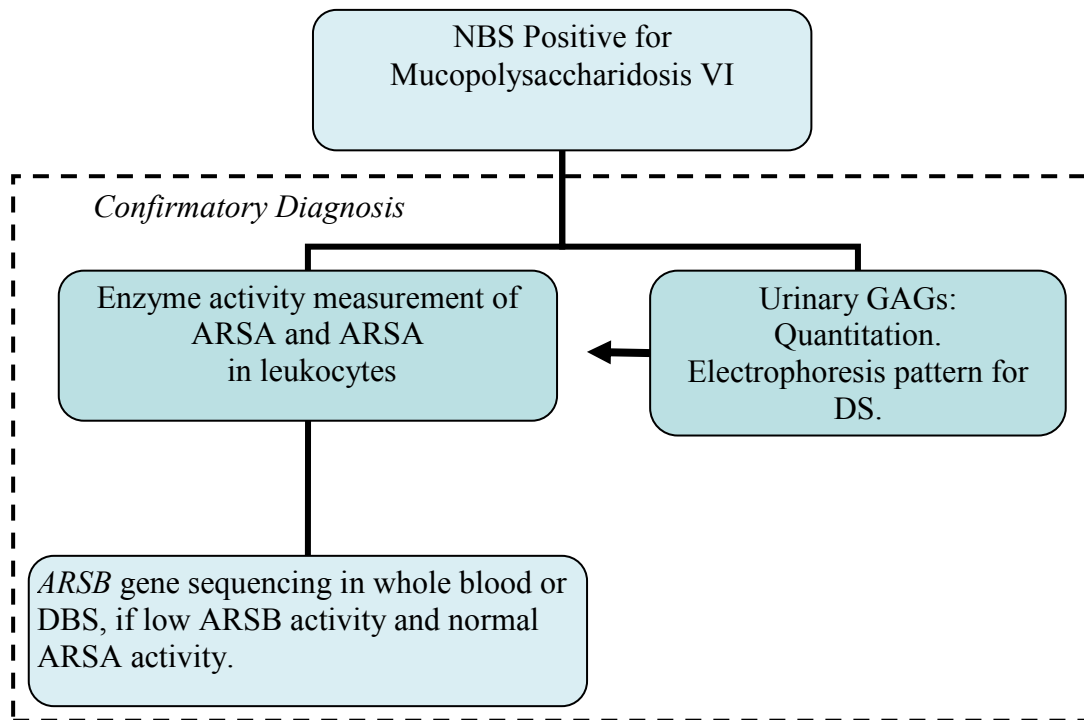 NBS Positive for
Mucopolysaccharidosis VI
Confirmatory Diagnosis
Enzyme activity measurement of
ARSA and ARSA
in leukocytes
Urinary GAGs:
Quantitation.
Electrophoresis pattern for
DS.
ARSB gene sequencing in whole blood or
DBS, if low ARSB activity and normal
ARSA activity.